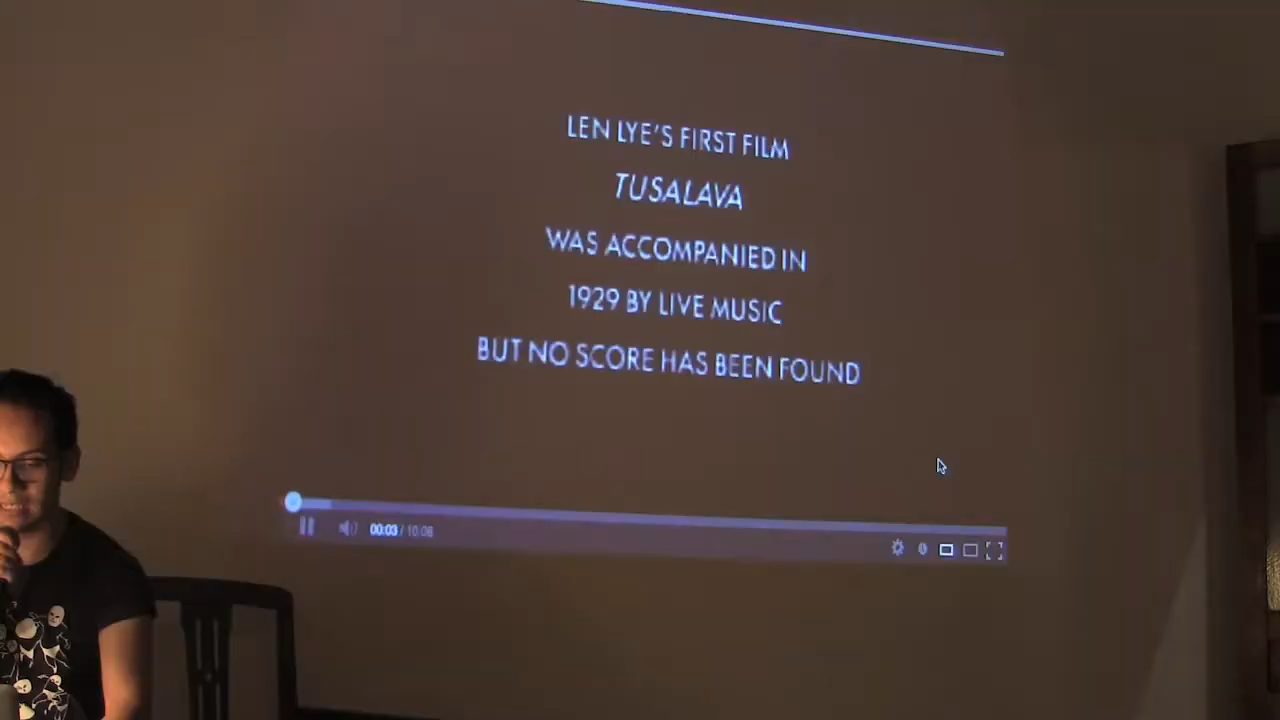 LEN LYE'S FIRST FILM
TUSALAVA
WAS ACCOMPANIED IN
1929 BY LIVE MUSIC
BUT NO SCORE HAS BEEN FOUND
00:03 / 10:08